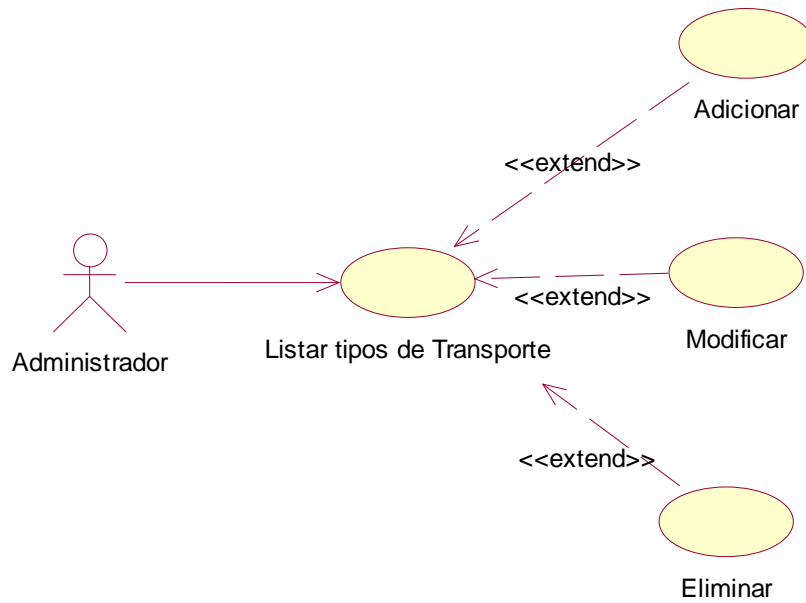 Adicionar
<<extend>>
<<extend>>
Modificar
Listar tipos de Transporte
Administrador
<<extend>>
Eliminar